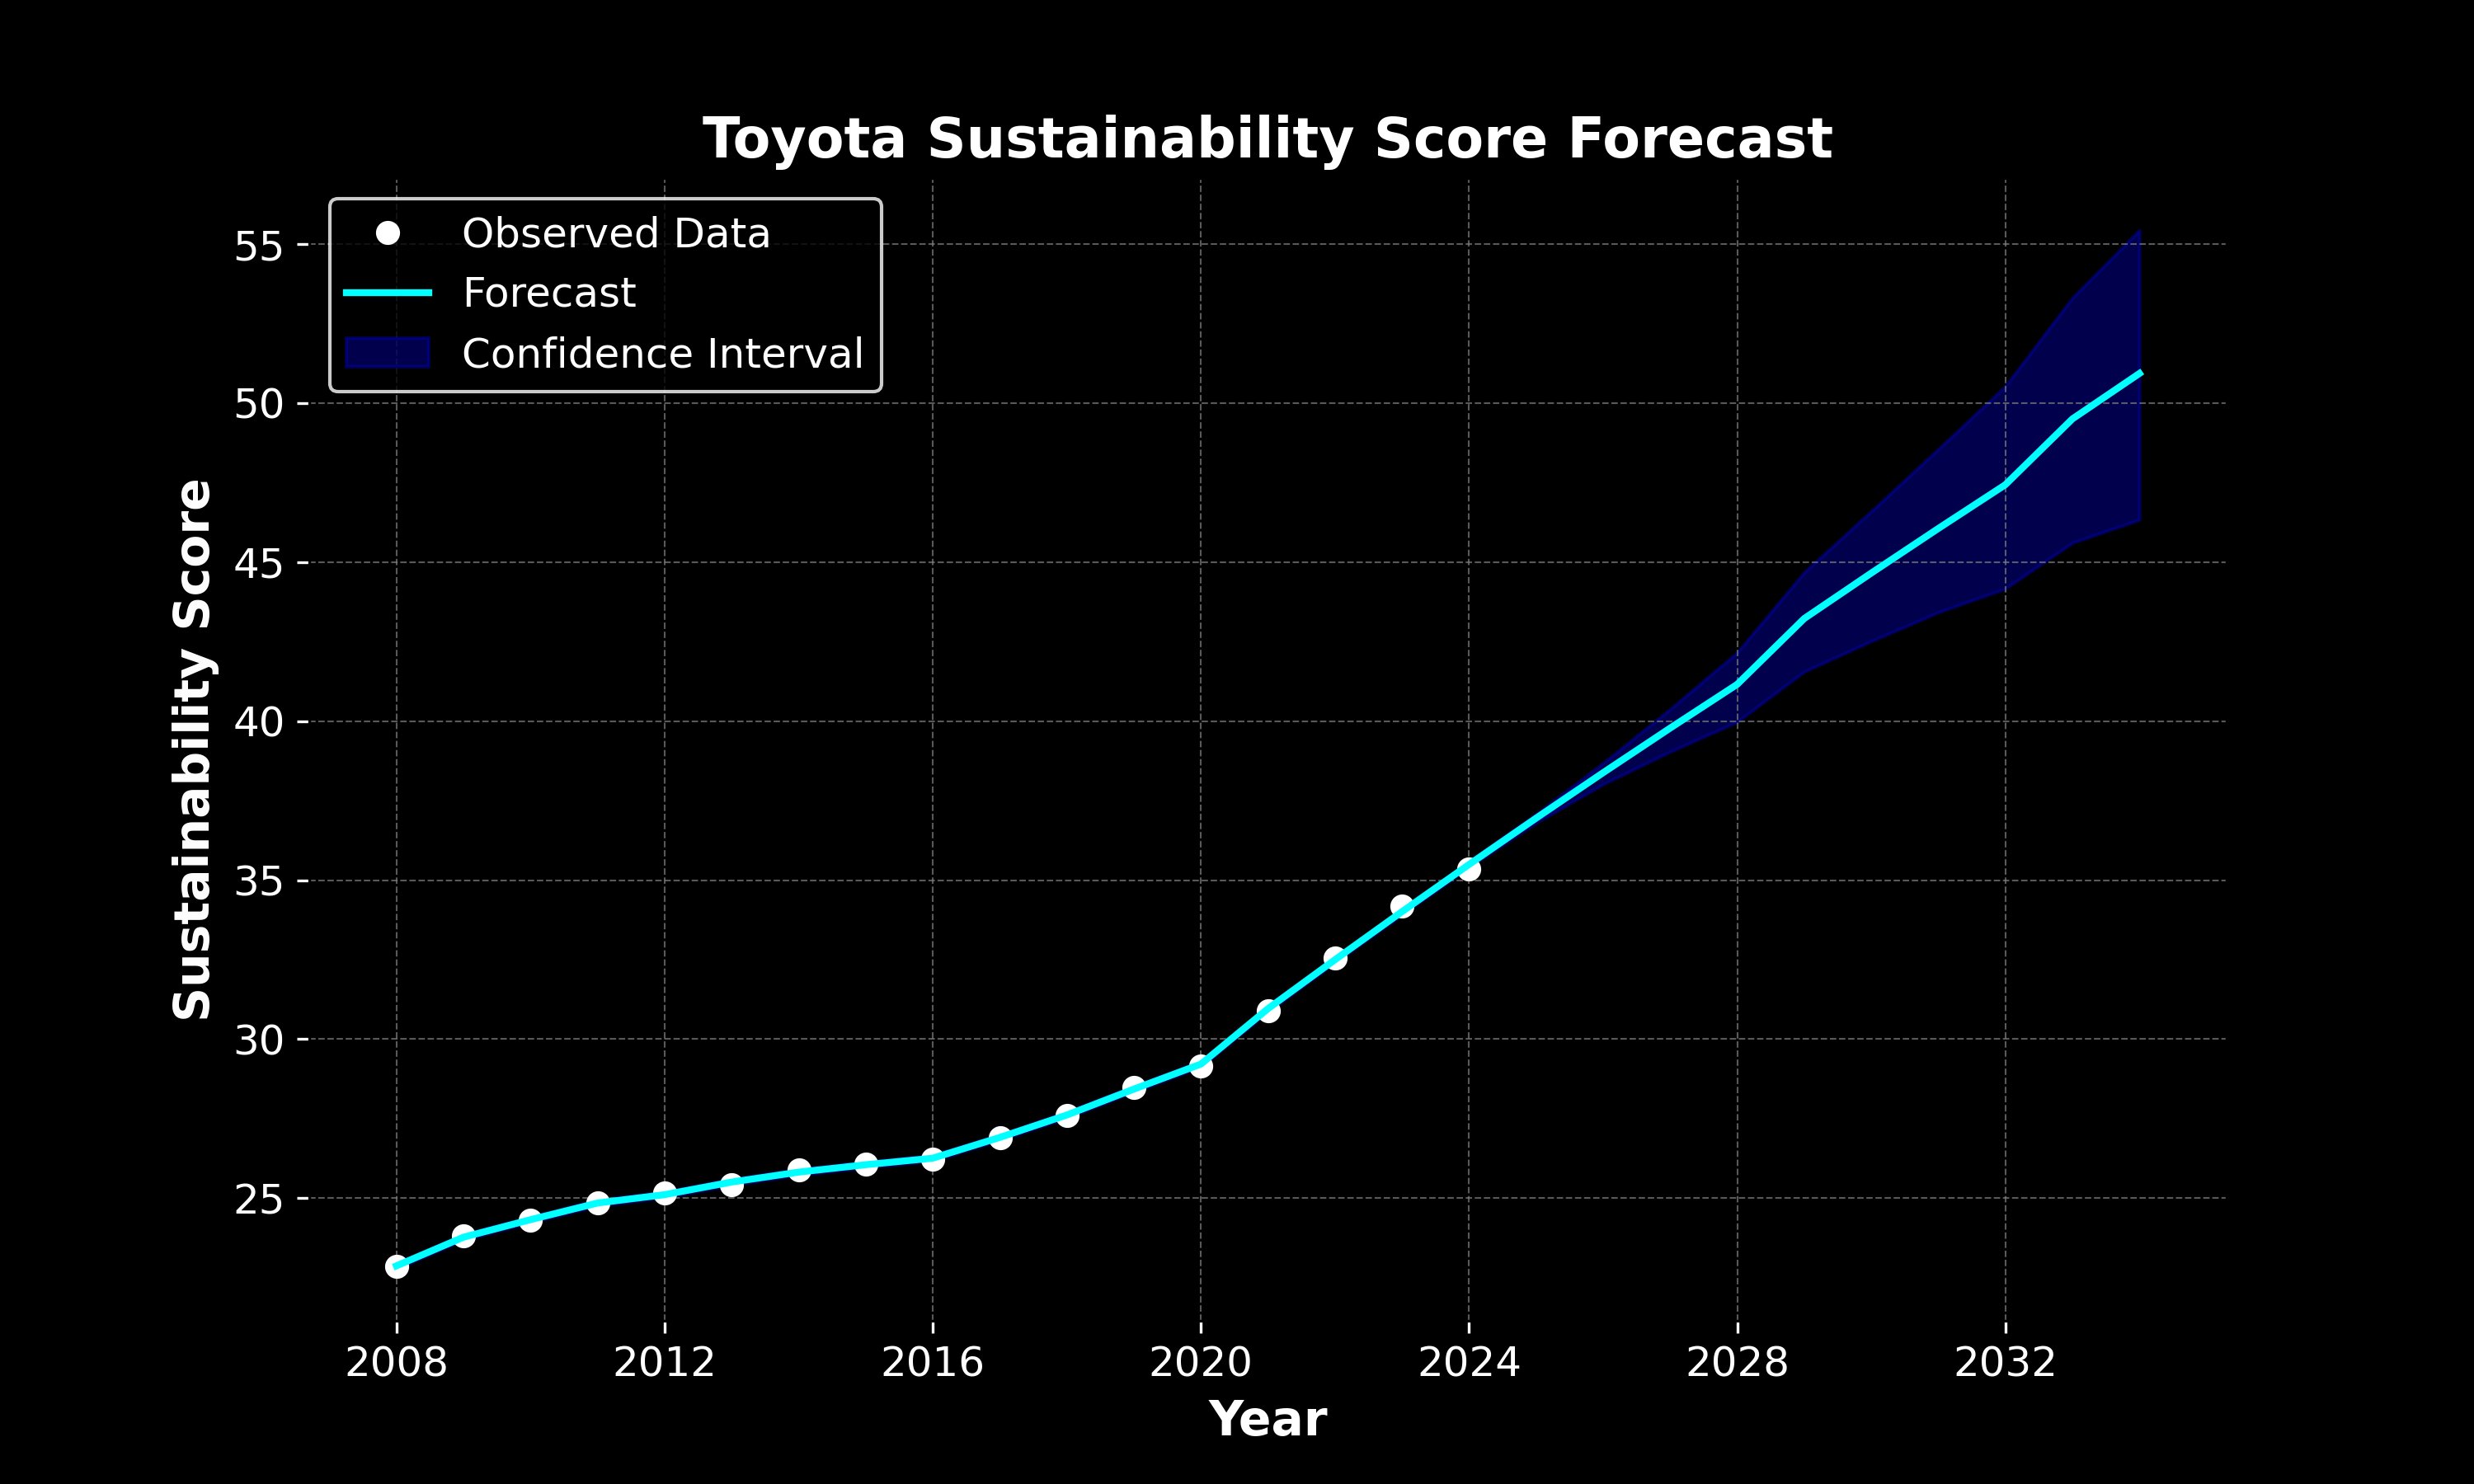 Toyota Sustainability Score Forecast
Observed Data
Forecast
Confidence Interval
Sustainability Score
55
50
45
40
35
30
25
2008 2012 2016 2020 2024 2028 2032
Year